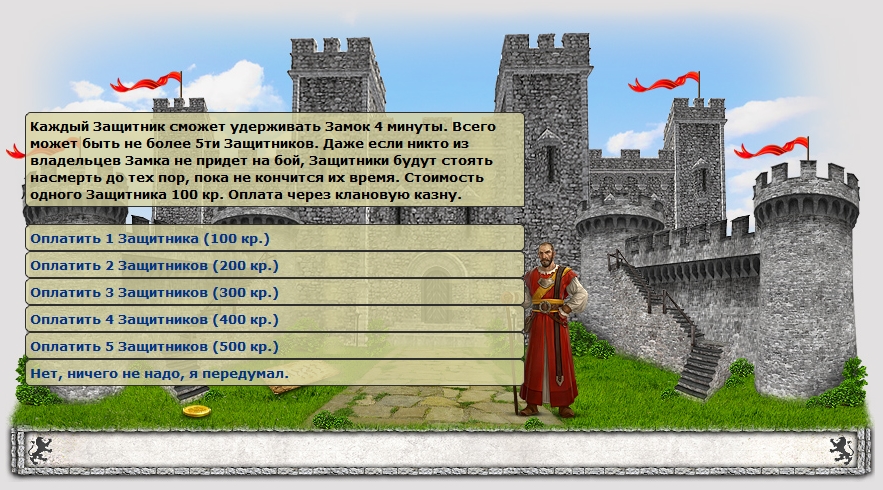 Каждый Защитник сможет удерживать Замок 4 минуты. Всего
может быть не более 5ти Защитников. Даже если никто из
владельцев Замка не придет на бой, Защитники будут стоять
насмерть до тех пор, пока не кончится их время. Стоимость
одного Защитника 100 кр. Оплата через клановую казну.
Оплатить 1 Защитника (100 кр.)
Оплатить 2 Защитников (200 кр.)
Оплатить 3 Защитников (300 кр.)
Оплатить 4 Защитников (400 кр.)
Оплатить 5 Защитников (500 кр.)
Нет, ничего не надо, я передумал.